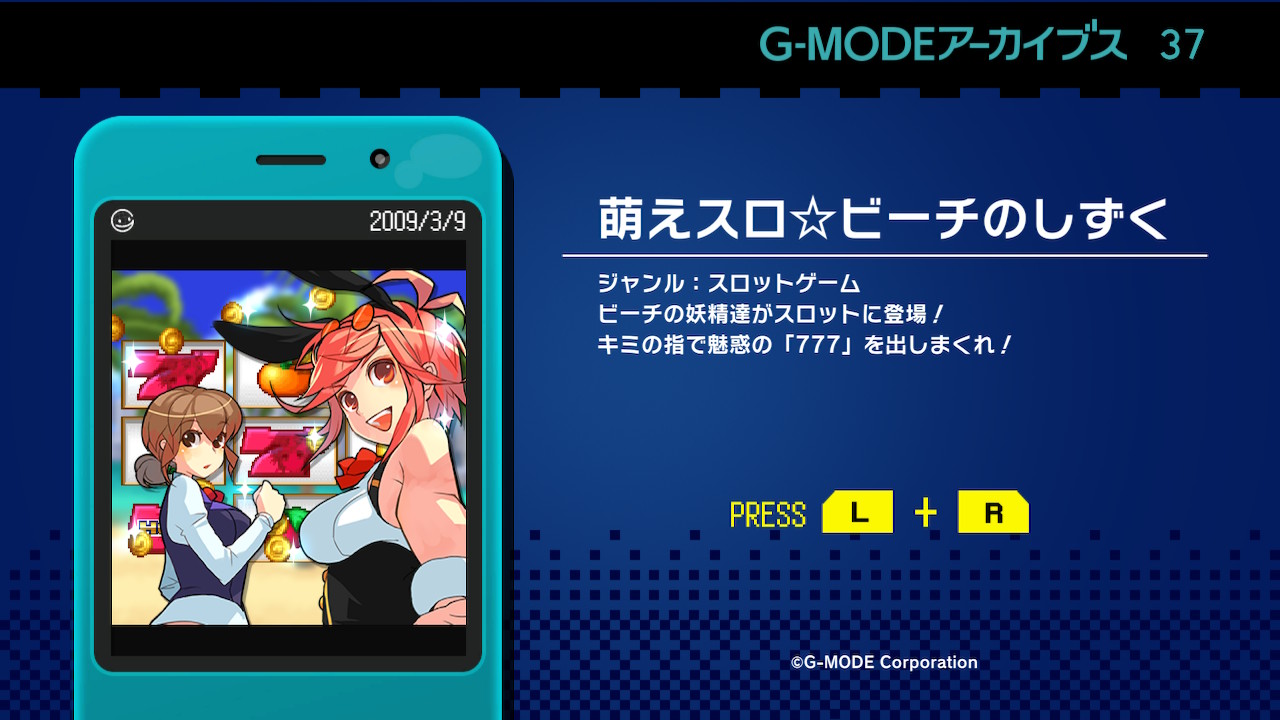 G-MODEアーカイブス 37
2009/3/9
萌えスロ☆ビーチのしずく
ジャンル：スロットゲーム
ビーチの妖精達がスロットに登場！
キミの指で魅惑の「777」を出しまくれ！
PRESS L + R
©G-MODE Corporation
7
7